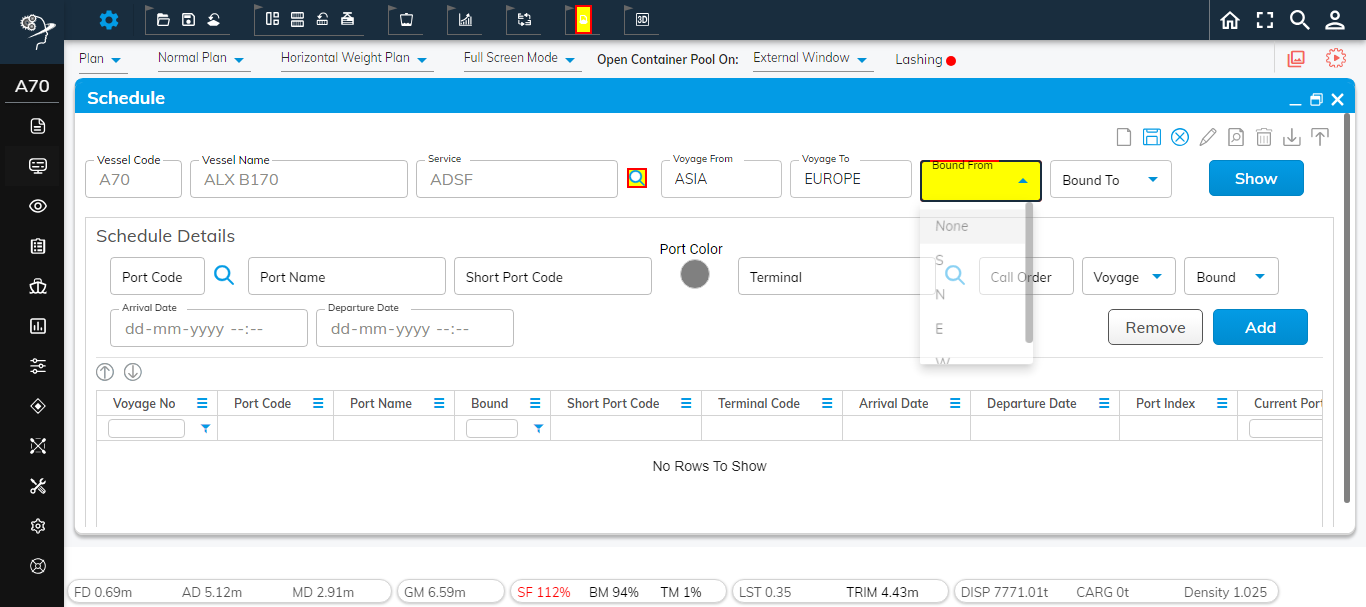 3D
Plan
Normal Plan
Horizontal Weight Plan
Full Screen Mode
Open Container Pool On:
External Window
Lashing
A70
Schedule
Vessel Code
Vessel Name
Service
Voyage From
Voyage To
Bound From
A70
ALX B170
ADSF
ASIA
EUROPE
Bound To
Show
None
S
N
E
W
Schedule Details
Port Color
Port Code
Port Name
Short Port Code
Terminal
Call Order
Voyage
Bound
Arrival Date
Departure Date
dd-mm-yyyy --:--
dd-mm-yyyy --:--
Remove
Add
Voyage No
Port Code
Port Name
Bound
Short Port Code
Terminal Code
Arrival Date
Departure Date
Port Index
Current Port
No Rows To Show
FD 0.69m
AD 5.12m
MD 2.91m
GM 6.59m
SF 112%
BM 94%
TM 1%
LST 0.35
TRIM 4.43m
DISP 7771.01t
CARG 0t
Density 1.025